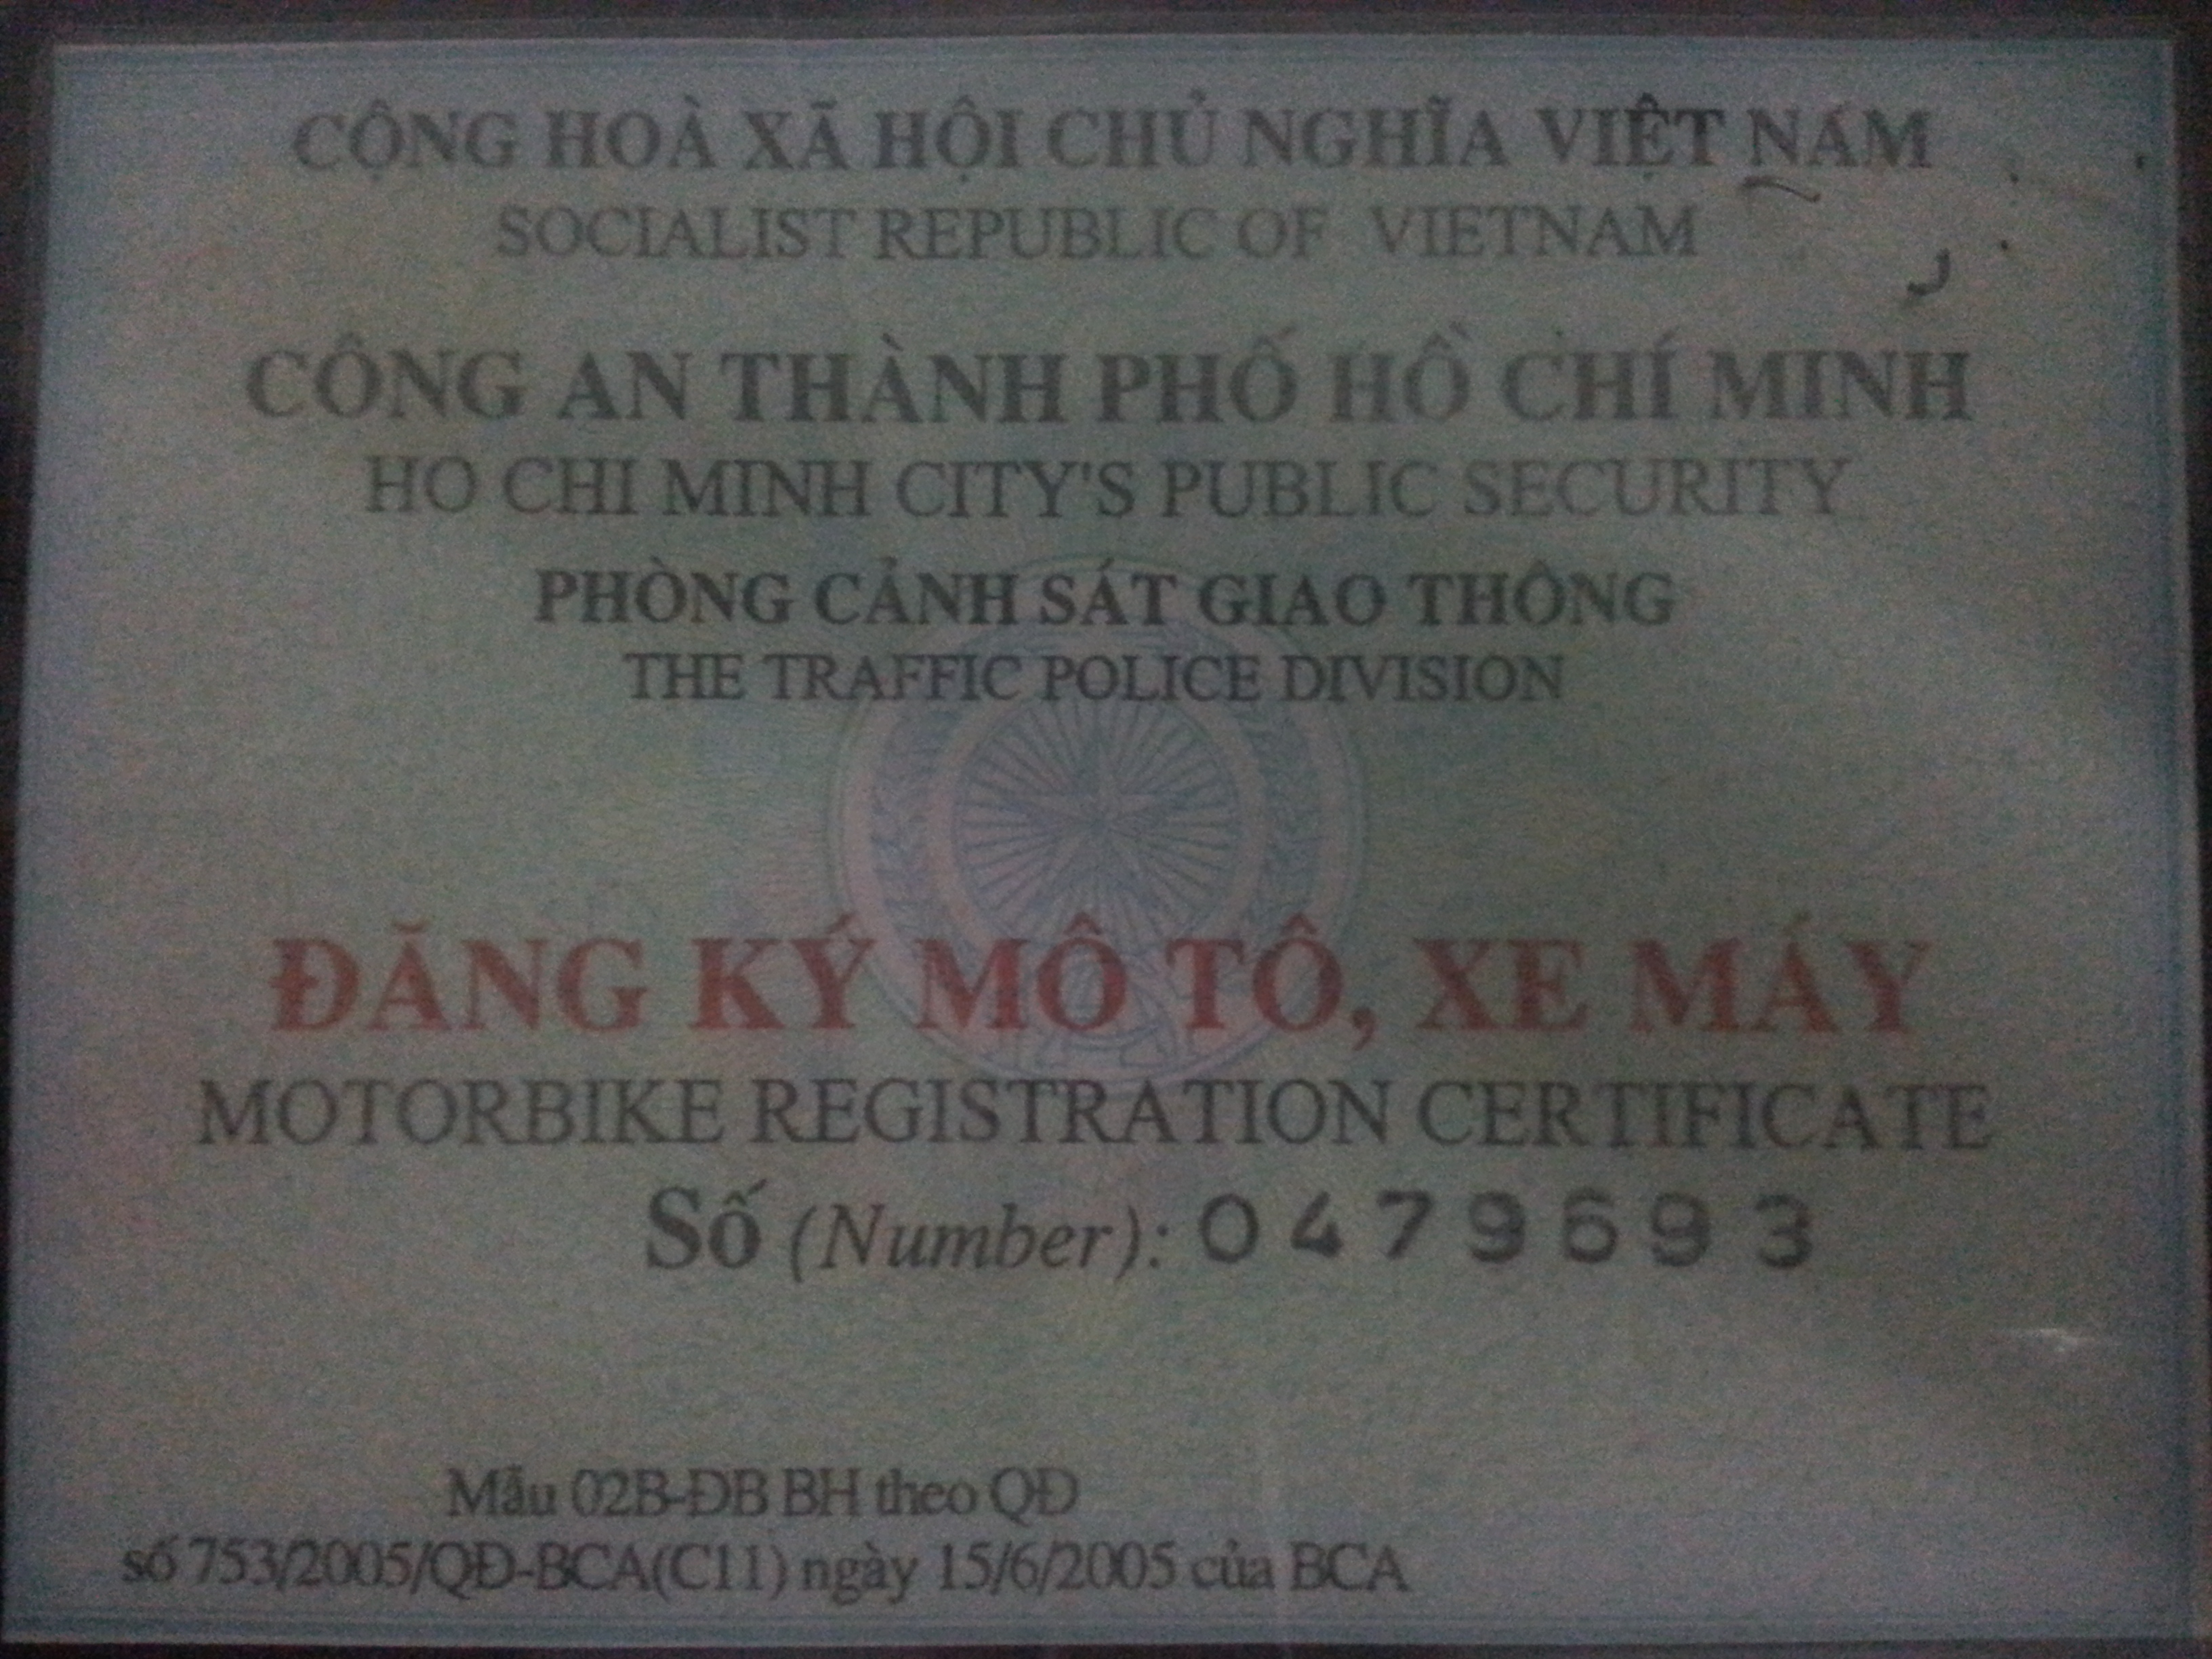 CỘNG HOÀ XÃ HỘI CHỦ NGHĨA VIỆT NAM
SOCIALIST REPUBLIC OF VIETNAM
CÔNG AN THÀNH PHỐ HỒ CHÍ MINH
HO CHI MINH CITY'S PUBLIC SECURITY
PHÒNG CẢNH SÁT GIAO THÔNG
THE TRAFFIC POLICE DIVISION
ĐĂNG KÝ MÔ TÔ, XE MÁY
MOTORBIKE REGISTRATION CERTIFICATE
Số (Number): 0479693
Mẫu 02B-ĐB BH theo QĐ
số 753/2005/QĐ-BCA(C11) ngày 15/6/2005 của BCA